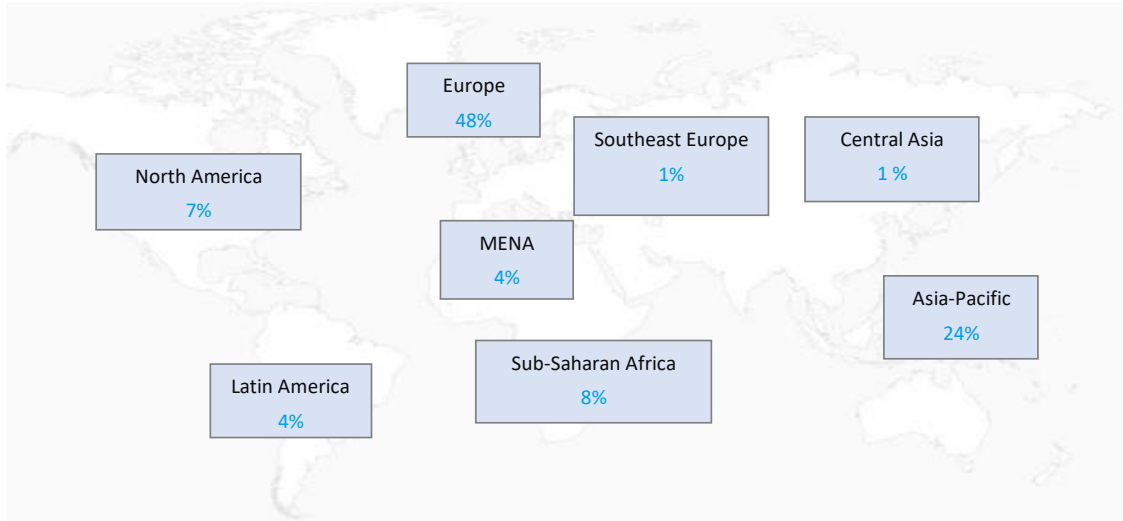 Europe
48%
Southeast Europe
1%
Central Asia
1 %
North America
7%
MENA
4%
Asia-Pacific
24%
Sub-Saharan Africa
8%
Latin America
4%